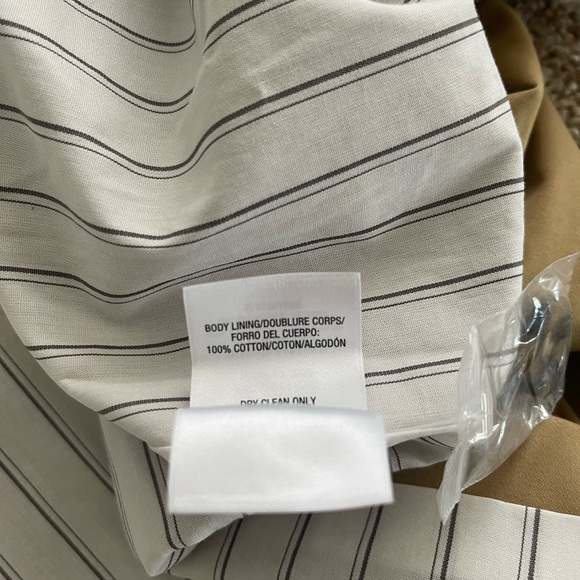 BODY LINING/DOUBLURE CORPS/
FORRO DEL CUERPO:
100% COTTON/COTON/ALGODÓN
DRY CLEAN ONLY